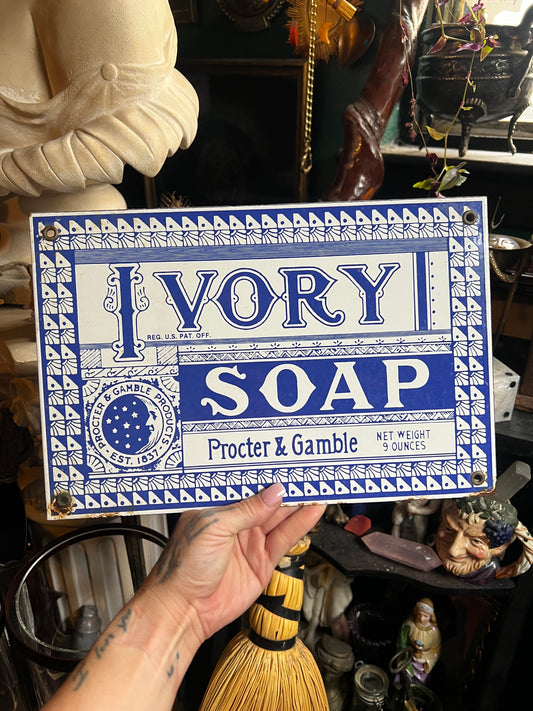 IVORY
REG. U.S. PAT. OFF.
SOAP
PROCTER & GAMBLE PRODUCTS
EST. 1837
Procter & Gamble
NET WEIGHT
9 OUNCES